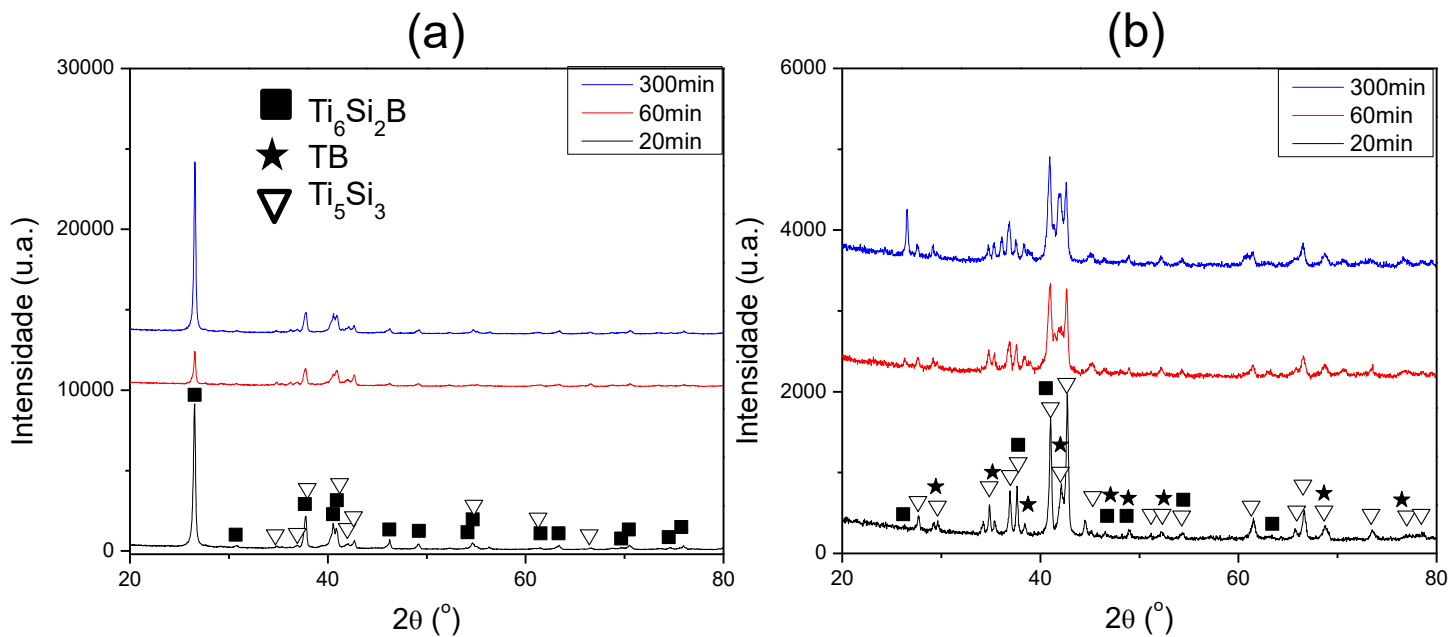 (a)
30000
20000
10000
0
Intensidade (u.a.)
Ti6Si2B
TB
Ti5Si3
300min
60min
20min
20 40 60 80
2θ (°)
(b)
6000
4000
2000
0
Intensidade (u.a.)
300min
60min
20min
20 40 60 80
2θ (°)